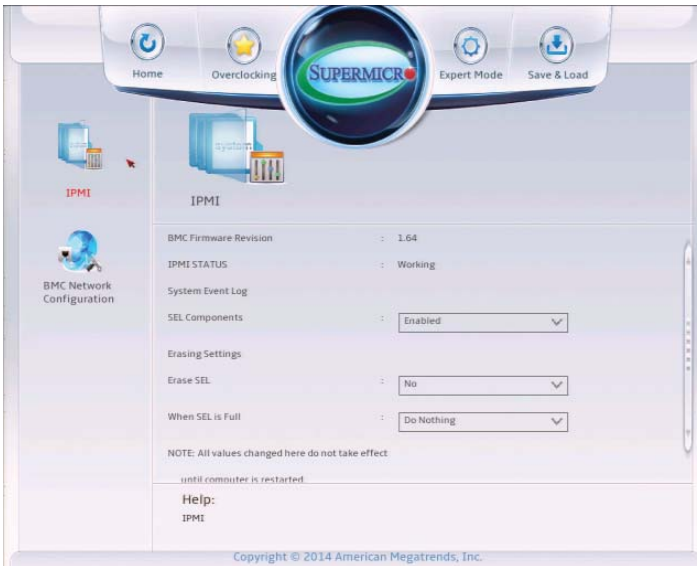 Home
Overclocking
SUPERMICRO
Expert Mode
Save & Load
IPMI
BMC Network
Configuration
system
IPMI
BMC Firmware Revision : 1.64
IPMI STATUS : Working
System Event Log
SEL Components : Enabled
Erasing Settings
Erase SEL : No
When SEL is Full : Do Nothing
NOTE: All values changed here do not take effect
until computer is restarted.
Help:
IPMI
Copyright © 2014 American Megatrends, Inc.